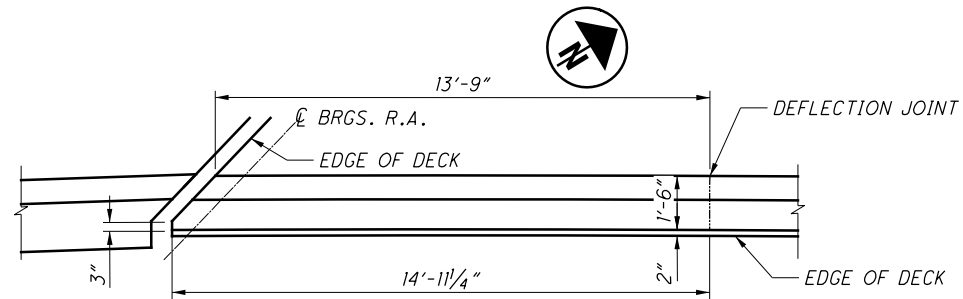 N
13'-9"
DEFLECTION JOINT
℄ BRGS. R.A.
EDGE OF DECK
1'-6"
3"
14'-11¼"
2"
EDGE OF DECK